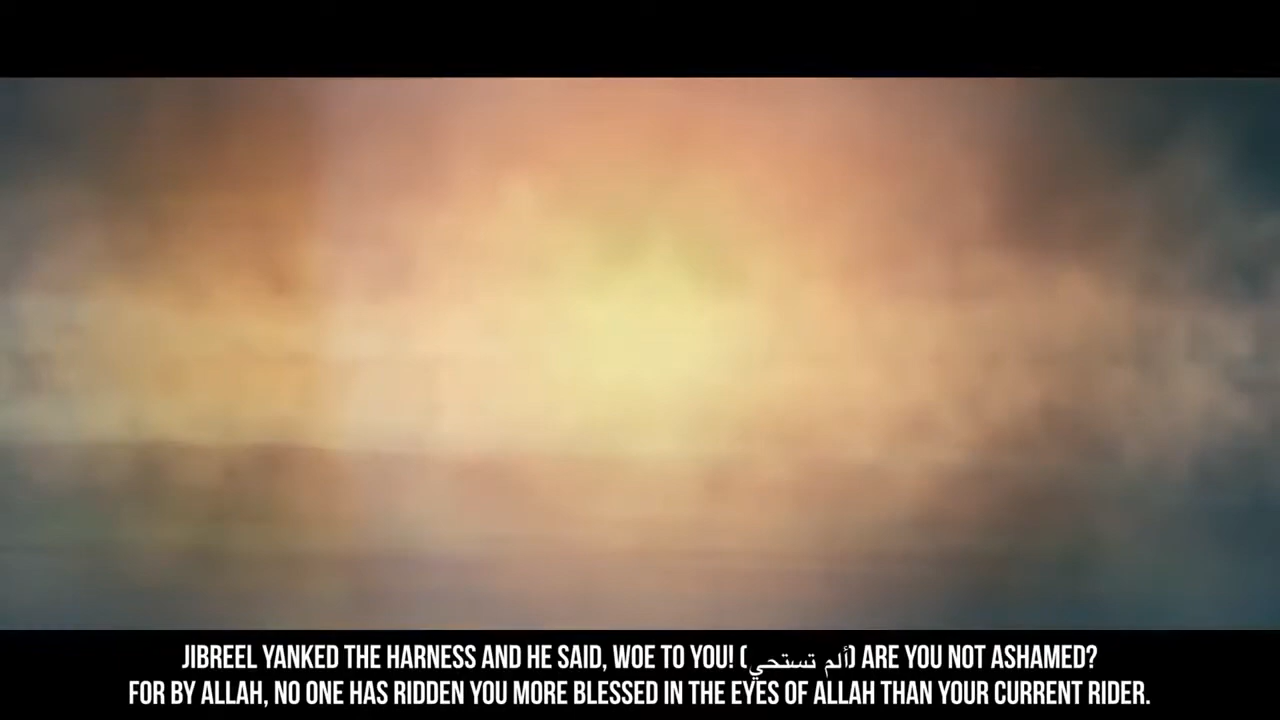 JIBREEL YANKED THE HARNESS AND HE SAID, WOE TO YOU! (ألم تستحي) ARE YOU NOT ASHAMED?
FOR BY ALLAH, NO ONE HAS RIDDEN YOU MORE BLESSED IN THE EYES OF ALLAH THAN YOUR CURRENT RIDER.